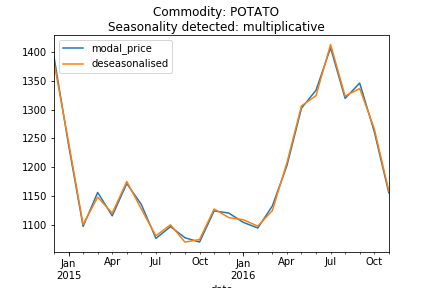 Commodity: POTATO
Seasonality detected: multiplicative
modal_price
deseasonalised
1400
1350
1300
1250
1200
1150
1100
Jan Apr Jul Oct Jan Apr Jul Oct
2015 2016